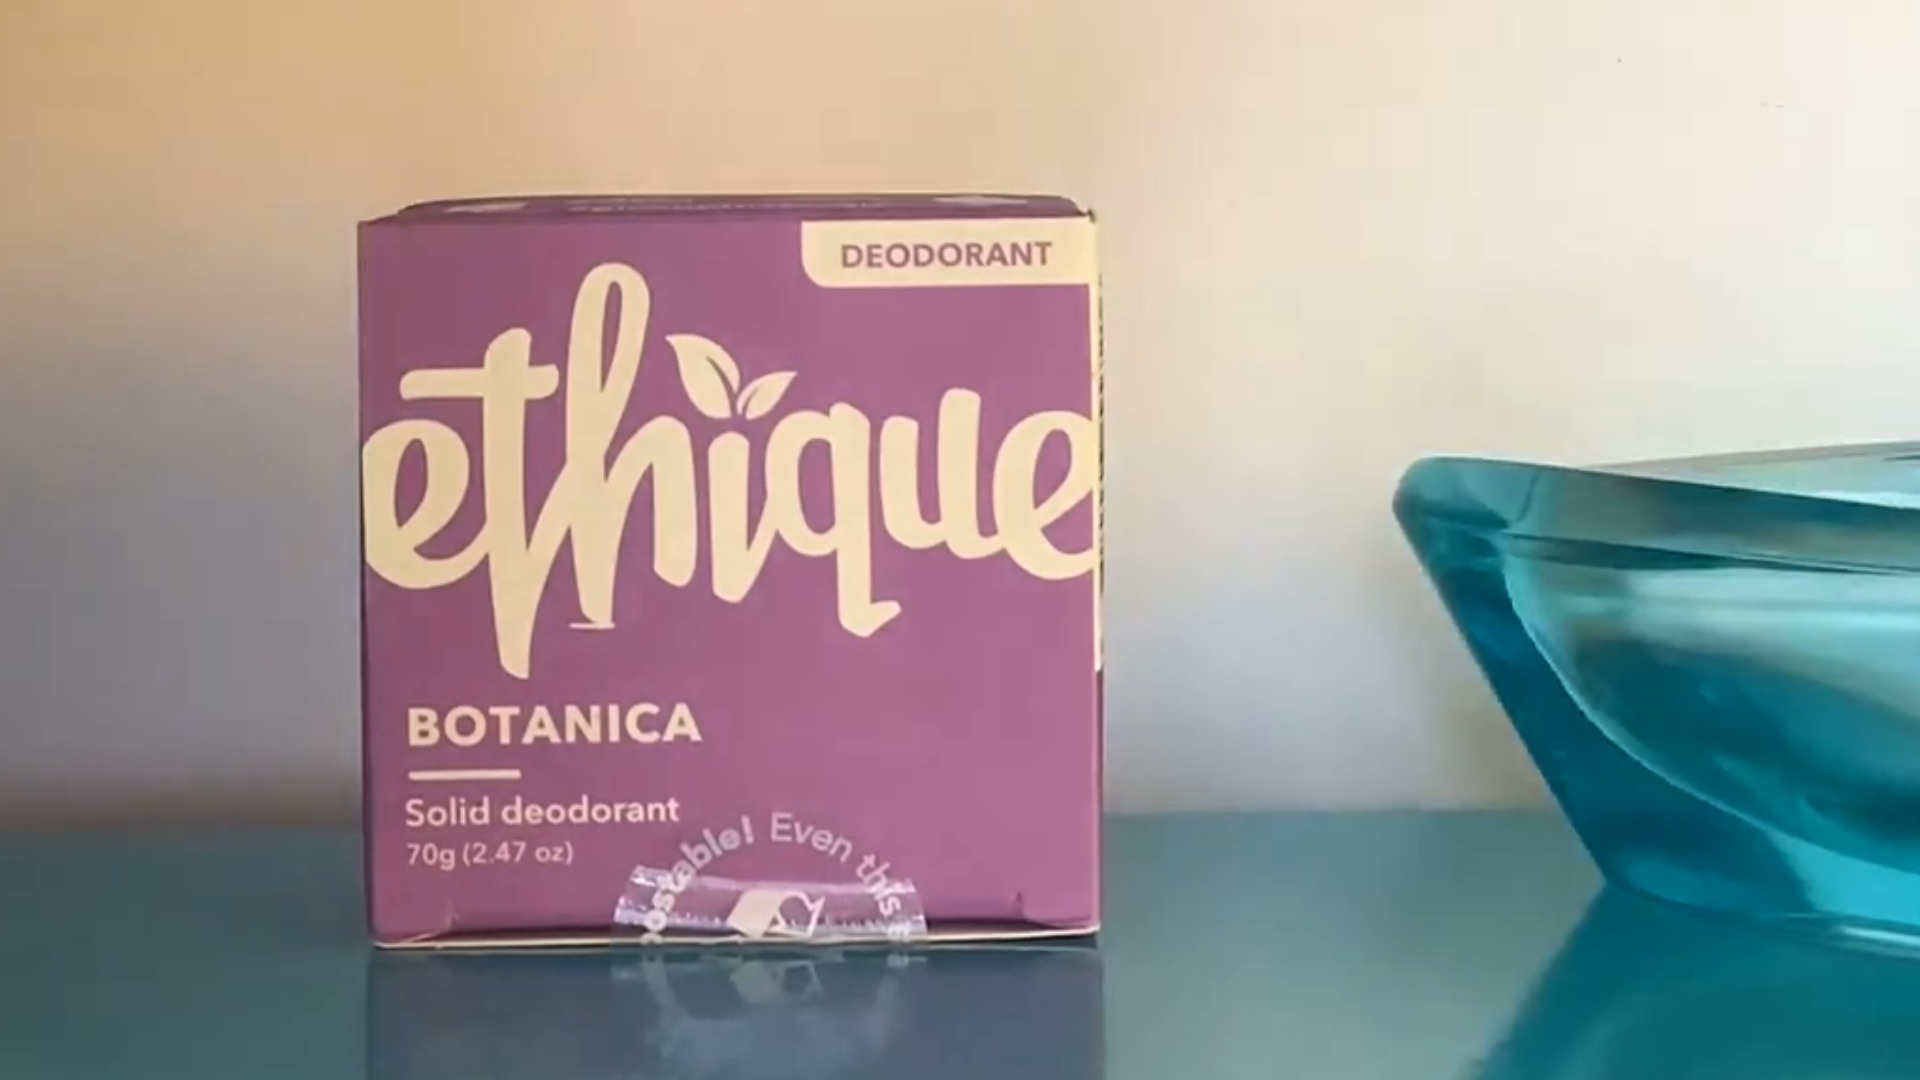 DEODORANT
ethique
BOTANICA
Solid deodorant
70g (2.47 oz)
Even this